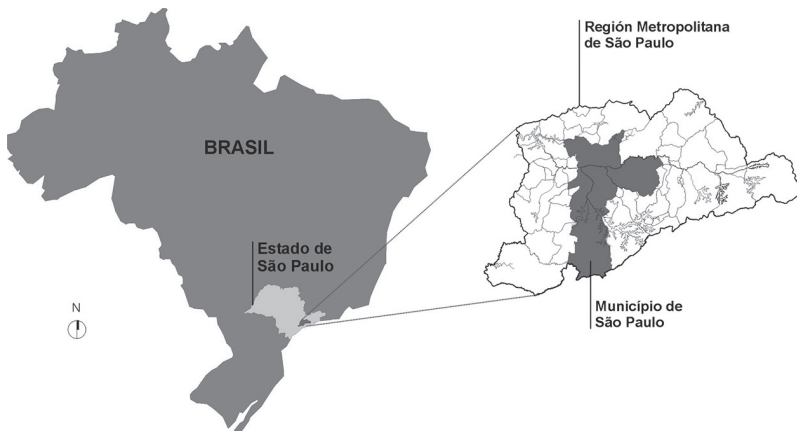 Región Metropolitana
de São Paulo
BRASIL
Estado de
São Paulo
N
Município de
São Paulo